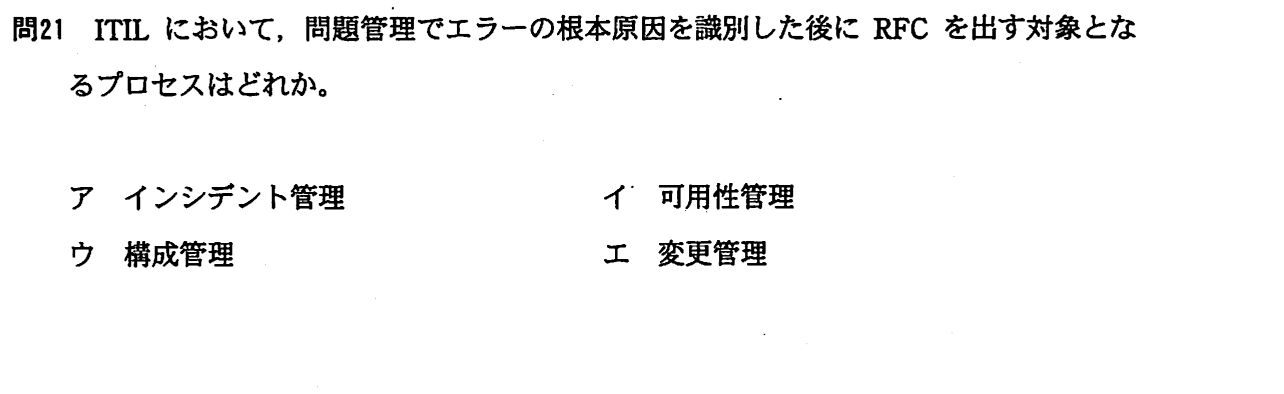 問21 ITIL において，問題管理でエラーの根本原因を識別した後に RFC を出す対象とな
るプロセスはどれか。
ア インシデント管理 イ 可用性管理
ウ 構成管理 エ 変更管理